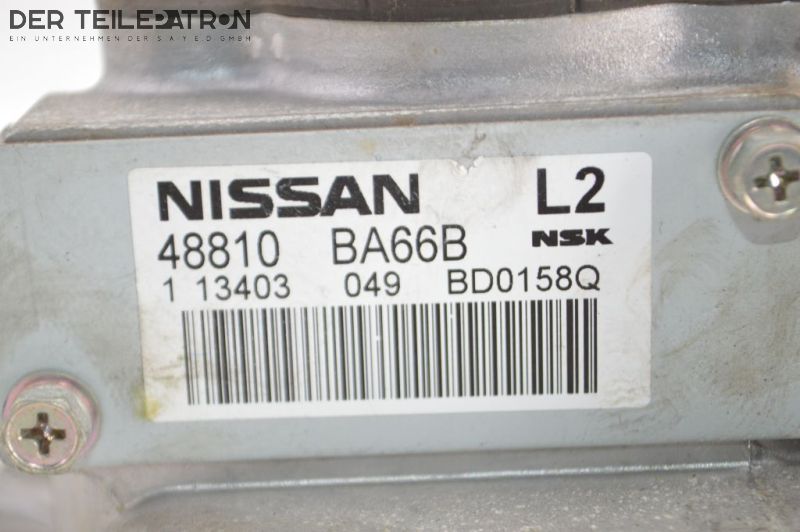 DER TEILEPATRON
EIN UNTERNEHMEN DER S.A.Y.E.D GMBH
NISSAN L2
48810 BA66B NSK
1 13403 049 BD0158Q